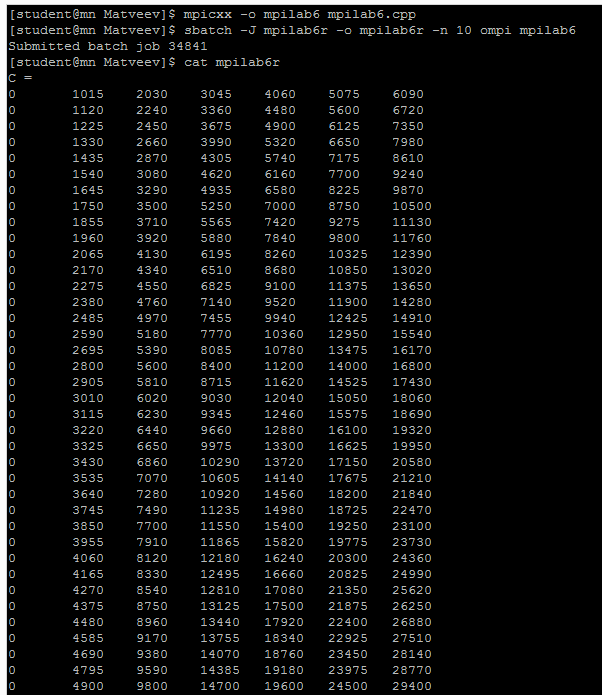 [student@mn Matveev]$ mpicxx -o mpilab6 mpilab6.cpp
[student@mn Matveev]$ sbatch -J mpilab6r -o mpilab6r -n 10 ompi mpilab6
Submitted batch job 34841
[student@mn Matveev]$ cat mpilab6r
C =
0 1015 2030 3045 4060 5075 6090
0 1120 2240 3360 4480 5600 6720
0 1225 2450 3675 4900 6125 7350
0 1330 2660 3990 5320 6650 7980
0 1435 2870 4305 5740 7175 8610
0 1540 3080 4620 6160 7700 9240
0 1645 3290 4935 6580 8225 9870
0 1750 3500 5250 7000 8750 10500
0 1855 3710 5565 7420 9275 11130
0 1960 3920 5880 7840 9800 11760
0 2065 4130 6195 8260 10325 12390
0 2170 4340 6510 8680 10850 13020
0 2275 4550 6825 9100 11375 13650
0 2380 4760 7140 9520 11900 14280
0 2485 4970 7455 9940 12425 14910
0 2590 5180 7770 10360 12950 15540
0 2695 5390 8085 10780 13475 16170
0 2800 5600 8400 11200 14000 16800
0 2905 5810 8715 11620 14525 17430
0 3010 6020 9030 12040 15050 18060
0 3115 6230 9345 12460 15575 18690
0 3220 6440 9660 12880 16100 19320
0 3325 6650 9975 13300 16625 19950
0 3430 6860 10290 13720 17150 20580
0 3535 7070 10605 14140 17675 21210
0 3640 7280 10920 14560 18200 21840
0 3745 7490 11235 14980 18725 22470
0 3850 7700 11550 15400 19250 23100
0 3955 7910 11865 15820 19775 23730
0 4060 8120 12180 16240 20300 24360
0 4165 8330 12495 16660 20825 24990
0 4270 8540 12810 17080 21350 25620
0 4375 8750 13125 17500 21875 26250
0 4480 8960 13440 17920 22400 26880
0 4585 9170 13755 18340 22925 27510
0 4690 9380 14070 18760 23450 28140
0 4795 9590 14385 19180 23975 28770
0 4900 9800 14700 19600 24500 29400